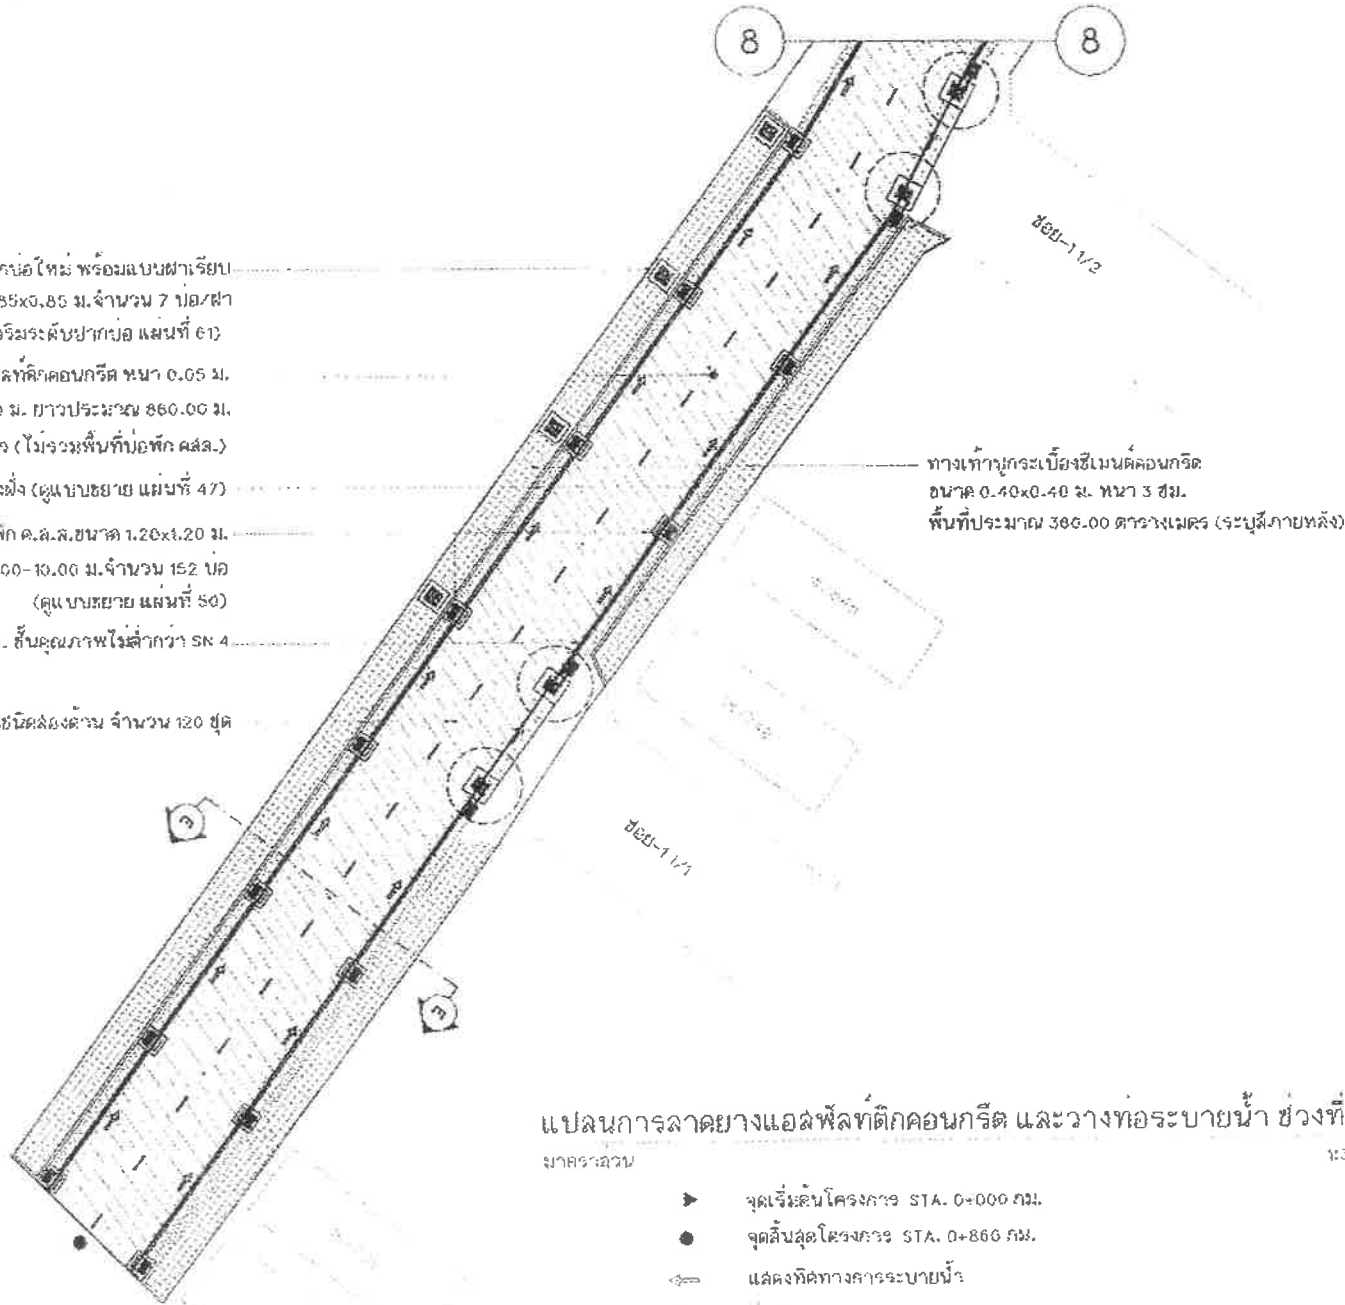 8
8
ซอย-11/2
กบ่อใหม่ พร้อมแบบฝาเรียบ
85x0.85 ม.จำนวน 7 บ่อ/ฝา
ริมระดับปากบ่อ แผ่นที่ 61)
ลท์ติกคอนกรีต หนา 0.05 ม.
ม. ยาวประมาณ 860.00 ม.
(ไม่รวมพื้นที่บ่อพัก คสล.)
งฝั่ง (ดูแบบขยาย แผ่นที่ 47)
พัก ค.ส.ล.ขนาด 1.20x1.20 ม.
00-10.00 ม.จำนวน 152 บ่อ
(ดูแบบขยาย แผ่นที่ 50)
. ชั้นคุณภาพไม่ต่ำกว่า SN 4
ชนิดสองด้าน จำนวน 120 ชุด
ทางเท้าปูกระเบื้องซีเมนต์คอนกรีต
ขนาด 0.40x0.40 ม. หนา 3 ซม.
พื้นที่ประมาณ 380.00 ตารางเมตร (ระบุสีภายหลัง)
ซอย-11/1
แปลนการลาดยางแอสฟัลท์ติกคอนกรีต และวางท่อระบายน้ำ ช่วงที่
มาตราส่วน
จุดเริ่มต้นโครงการ STA. 0+000 กม.
จุดสิ้นสุดโครงการ STA. 0+860 กม.
แสดงทิศทางการระบายน้ำ